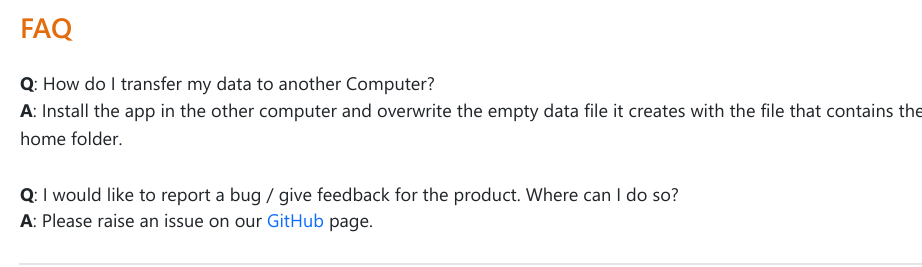 FAQ
Q: How do I transfer my data to another Computer?
A: Install the app in the other computer and overwrite the empty data file it creates with the file that contains the
home folder.
Q: I would like to report a bug / give feedback for the product. Where can I do so?
A: Please raise an issue on our GitHub page.